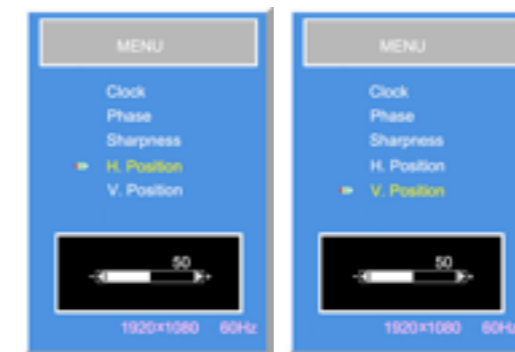 MENU
Clock
Phase
Sharpness
H. Position
V. Position
50
1920×1080 60Hz
MENU
Clock
Phase
Sharpness
H. Position
V. Position
50
1920×1080 60Hz